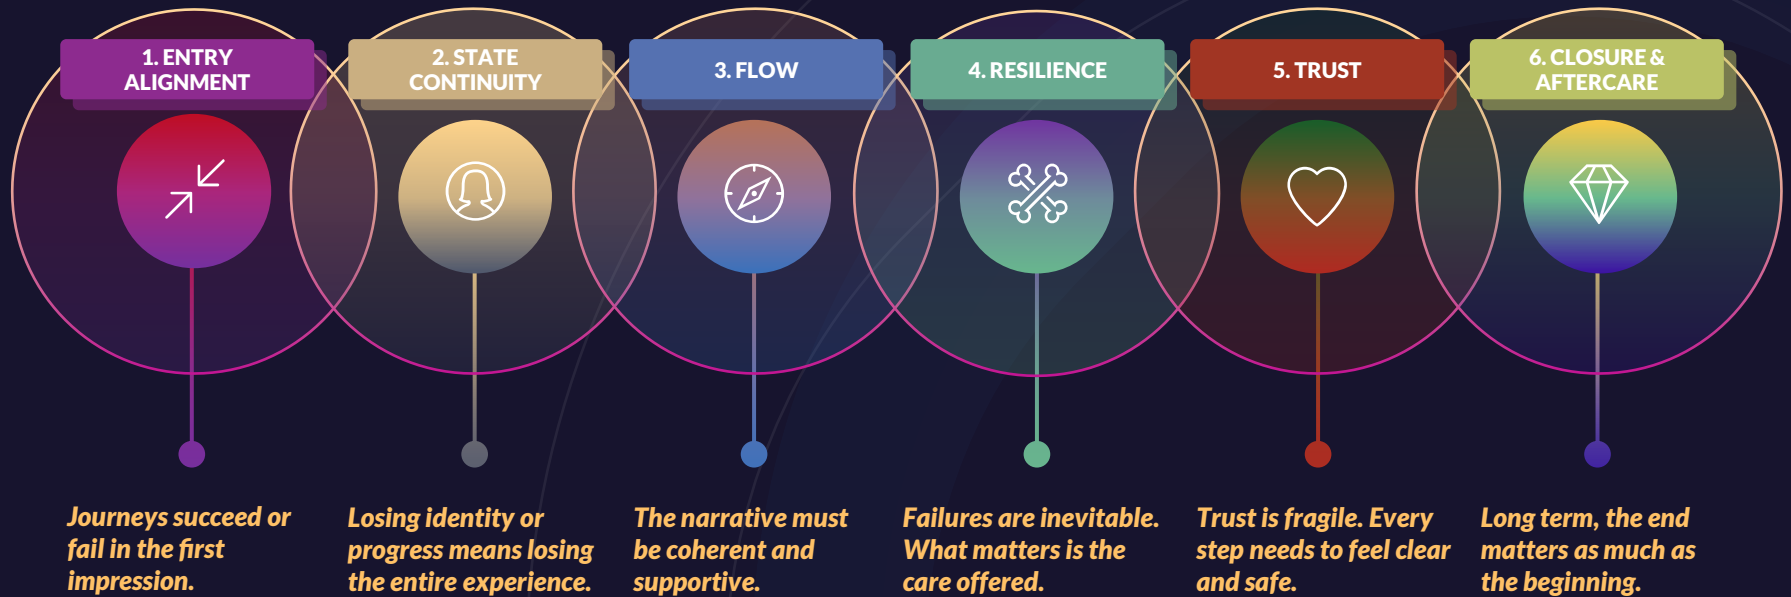 1. ENTRY
ALIGNMENT
2. STATE
CONTINUITY
3. FLOW
4. RESILIENCE
5. TRUST
6. CLOSURE &
AFTERCARE
Journeys succeed or
fail in the first
impression.
Losing identity or
progress means losing
the entire experience.
The narrative must
be coherent and
supportive.
Failures are inevitable.
What matters is the
care offered.
Trust is fragile. Every
step needs to feel clear
and safe.
Long term, the end
matters as much as
the beginning.